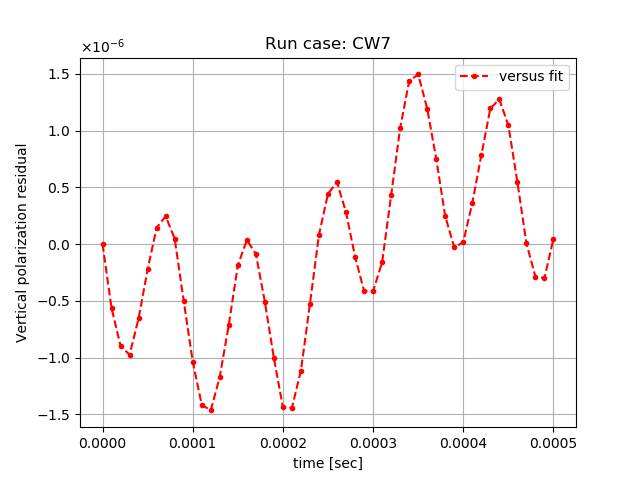 Run case: CW7
×10⁻⁶
versus fit
1.5
1.0
0.5
0.0
−0.5
−1.0
−1.5
Vertical polarization residual
0.0000 0.0001 0.0002 0.0003 0.0004 0.0005
time [sec]